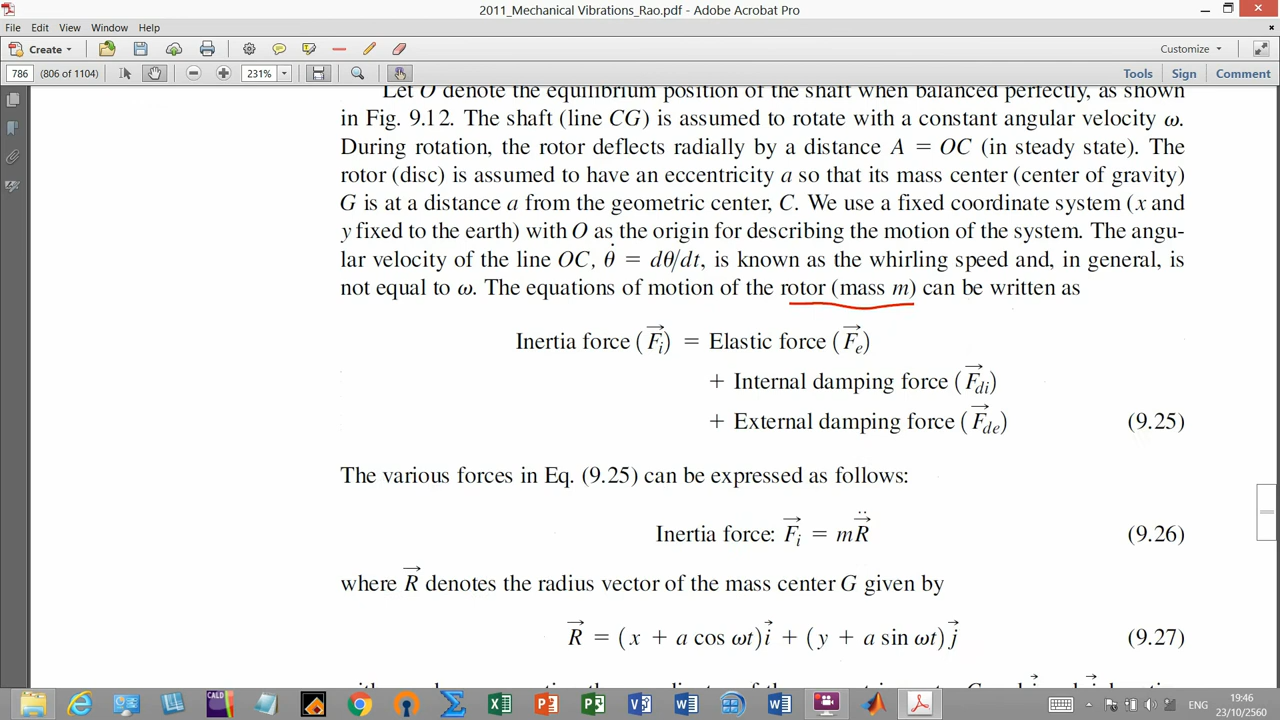 2011_Mechanical Vibrations_Rao.pdf - Adobe Acrobat Pro
File Edit View Window Help
Create Customize
786 (806 of 1104) 231% Tools Sign Comment
Let O denote the equilibrium position of the shaft when balanced perfectly, as shown
in Fig. 9.12. The shaft (line CG) is assumed to rotate with a constant angular velocity ω.
During rotation, the rotor deflects radially by a distance A = OC (in steady state). The
rotor (disc) is assumed to have an eccentricity a so that its mass center (center of gravity)
G is at a distance a from the geometric center, C. We use a fixed coordinate system (x and
y fixed to the earth) with O as the origin for describing the motion of the system. The angu-
lar velocity of the line OC, θ̇ = dθ/dt, is known as the whirling speed and, in general, is
not equal to ω. The equations of motion of the rotor (mass m) can be written as
Inertia force (F⃗i) = Elastic force (F⃗e)
+ Internal damping force (F⃗di)
+ External damping force (F⃗de) (9.25)
The various forces in Eq. (9.25) can be expressed as follows:
Inertia force: F⃗i = mR⃗̈ (9.26)
where R⃗ denotes the radius vector of the mass center G given by
R⃗ = (x + a cos ωt)i⃗ + (y + a sin ωt)j⃗ (9.27)
CALD
ENG
19:46
23/10/2560